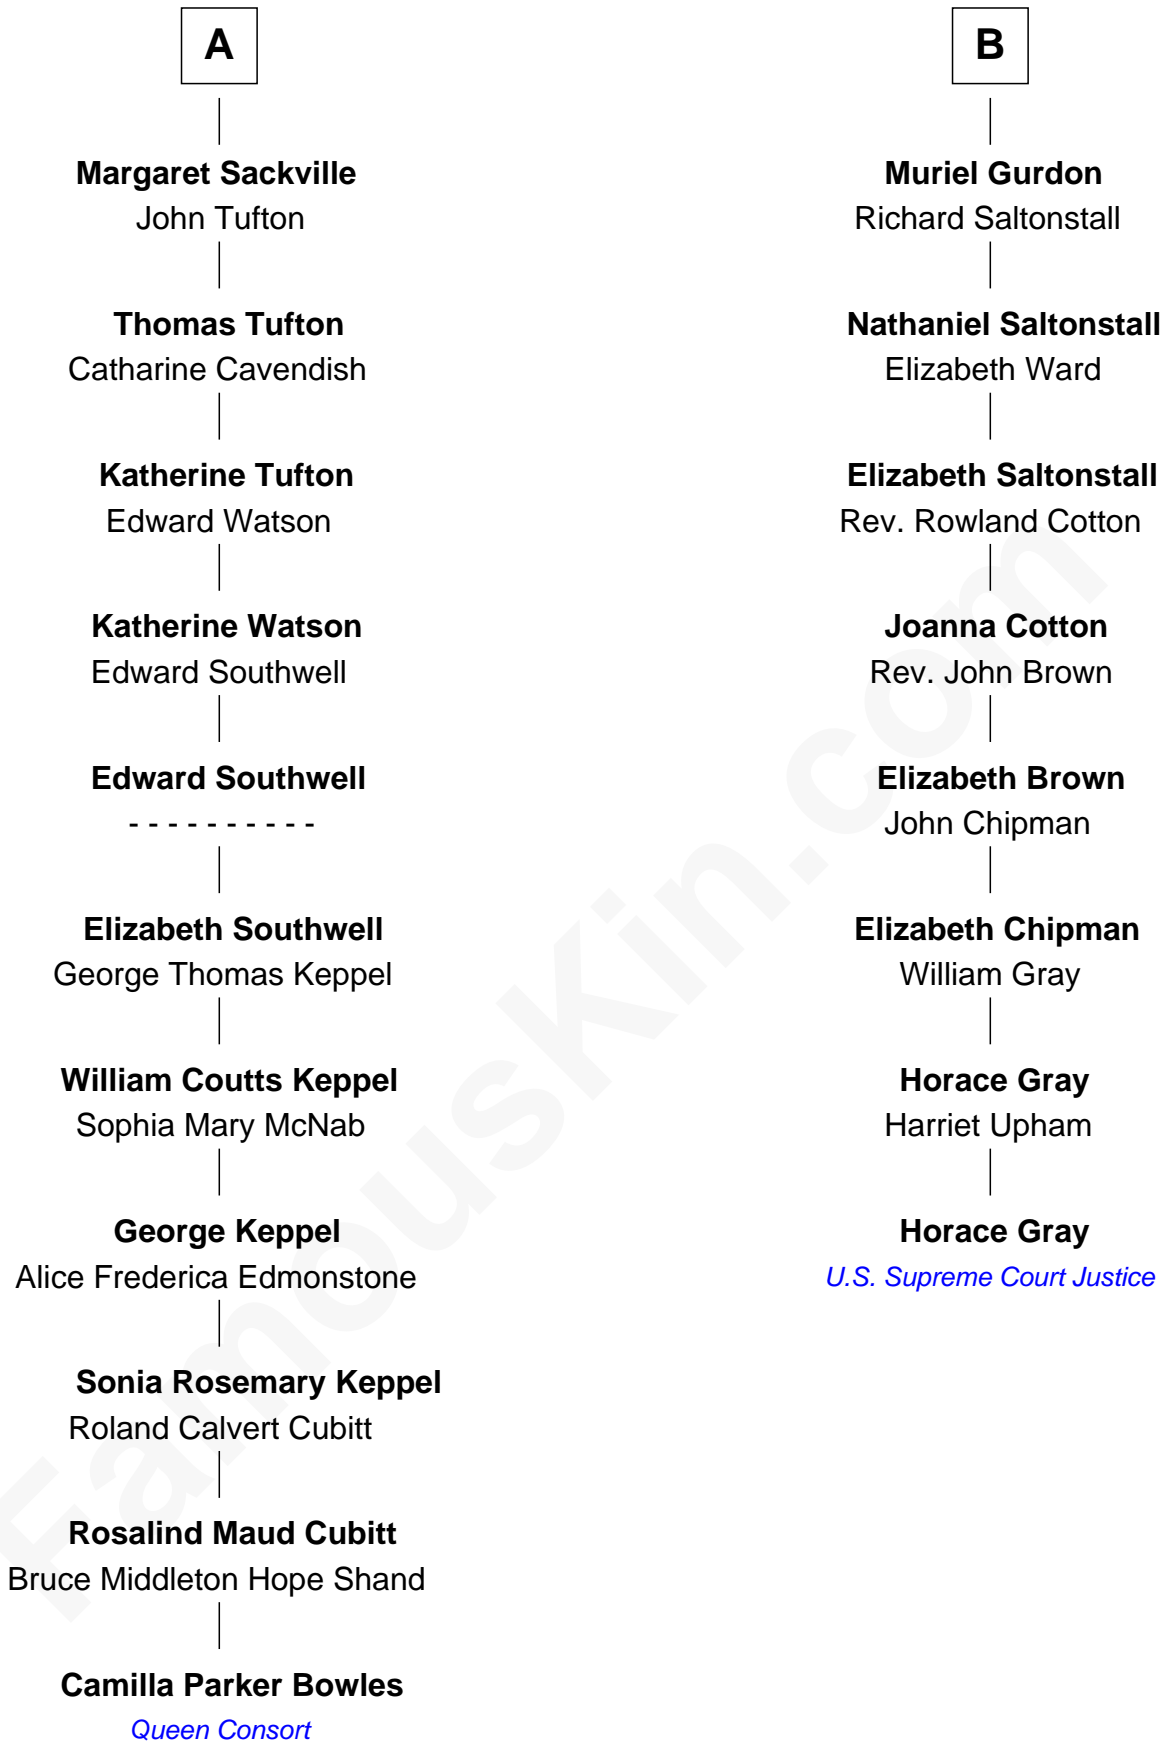 A
Margaret Sackville
John Tufton
Thomas Tufton
Catharine Cavendish
Katherine Tufton
Edward Watson
Katherine Watson
Edward Southwell
Edward Southwell
- - - - - - - - - -
Elizabeth Southwell
George Thomas Keppel
William Coutts Keppel
Sophia Mary McNab
George Keppel
Alice Frederica Edmonstone
Sonia Rosemary Keppel
Roland Calvert Cubitt
Rosalind Maud Cubitt
Bruce Middleton Hope Shand
Camilla Parker Bowles
Queen Consort
B
Muriel Gurdon
Richard Saltonstall
Nathaniel Saltonstall
Elizabeth Ward
Elizabeth Saltonstall
Rev. Rowland Cotton
Joanna Cotton
Rev. John Brown
Elizabeth Brown
John Chipman
Elizabeth Chipman
William Gray
Horace Gray
Harriet Upham
Horace Gray
U.S. Supreme Court Justice
FamousKin.com